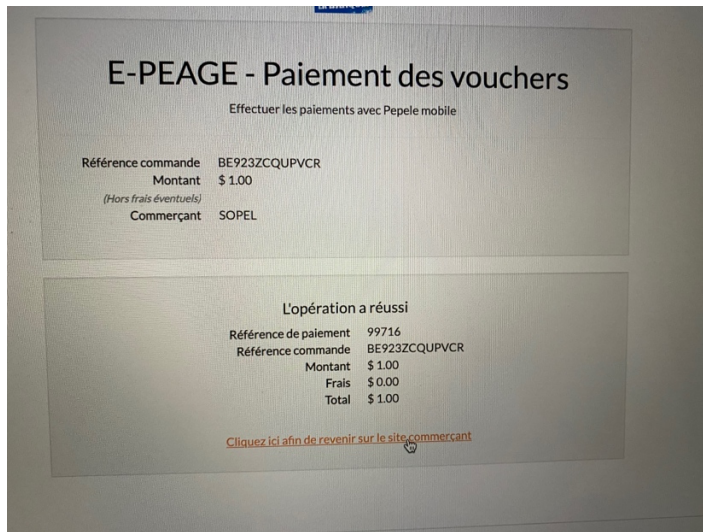 E-PEAGE - Paiement des vouchers
Effectuer les paiements avec Pepele mobile
Référence commande BE923ZCQUPVCR
Montant $ 1.00
(Hors frais éventuels)
Commerçant SOPEL
L'opération a réussi
Référence de paiement 99716
Référence commande BE923ZCQUPVCR
Montant $ 1.00
Frais $ 0.00
Total $ 1.00
Cliquez ici afin de revenir sur le site commerçant